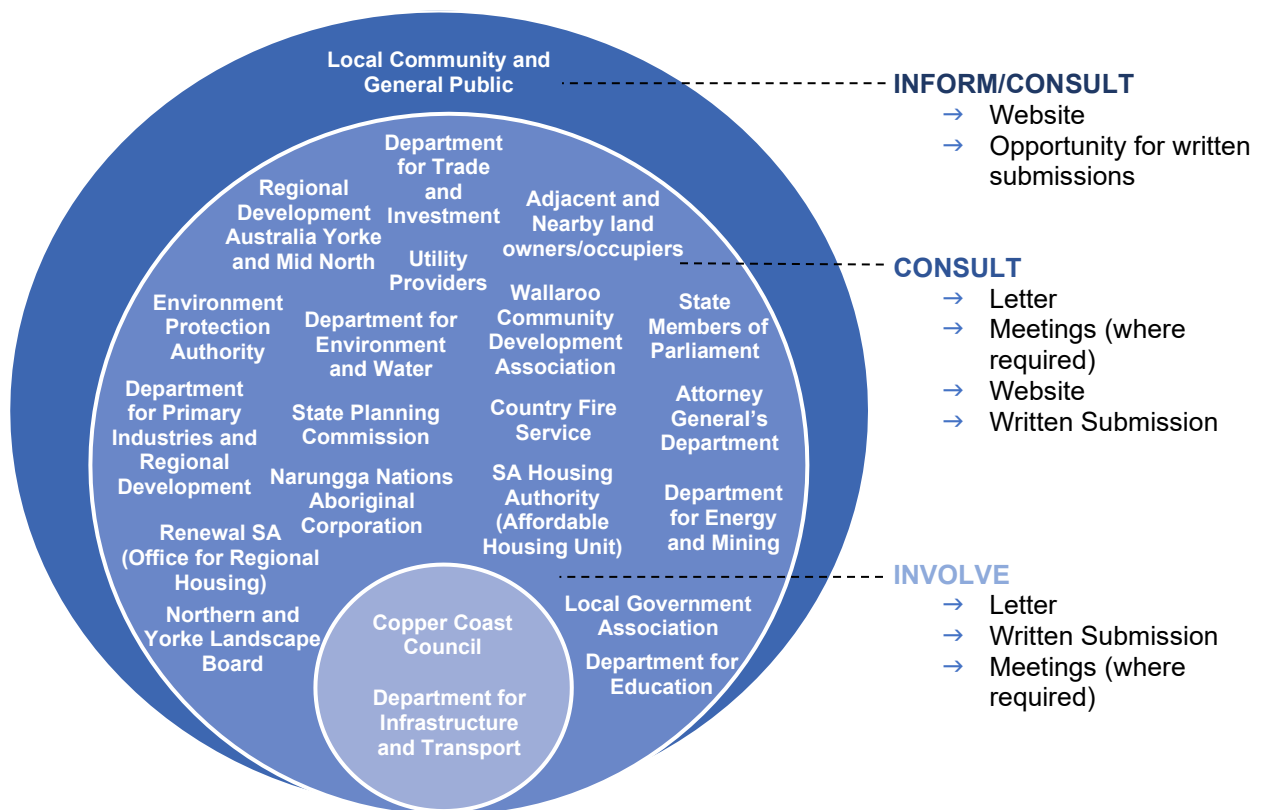 Local Community and
General Public
Department
for Trade
and
Investment
Regional
Development
Australia Yorke
and Mid North
Adjacent and
Nearby land
owners/occupiers
Utility
Providers
Environment
Protection
Authority
Department for
Environment
and Water
Wallaroo
Community
Development
Association
State
Members of
Parliament
Department
for Primary
Industries and
Regional
Development
State Planning
Commission
Country Fire
Service
Attorney
General’s
Department
Narungga Nations
Aboriginal
Corporation
SA Housing
Authority
(Affordable
Housing Unit)
Department
for Energy
and Mining
Renewal SA
(Office for Regional
Housing)
Northern and
Yorke Landscape
Board
Local Government
Association
Department for
Education
Copper Coast
Council
Department for
Infrastructure
and Transport
INFORM/CONSULT
→ Website
→ Opportunity for written
submissions
CONSULT
→ Letter
→ Meetings (where
required)
→ Website
→ Written Submission
INVOLVE
→ Letter
→ Written Submission
→ Meetings (where
required)